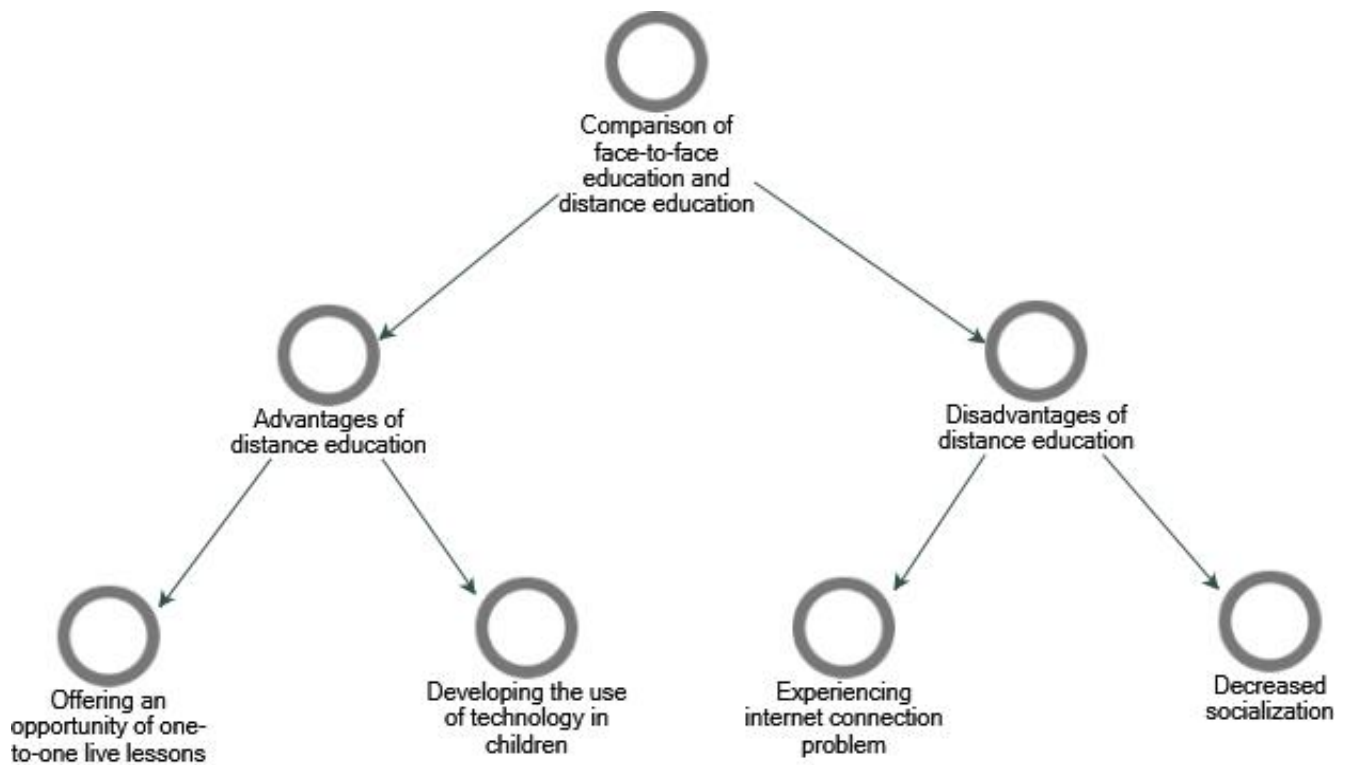 Comparison of
face-to-face
education and
distance education
Advantages of
distance education
Disadvantages of
distance education
Offering an
opportunity of one-
to-one live lessons
Developing the use
of technology in
children
Experiencing
internet connection
problem
Decreased
socialization